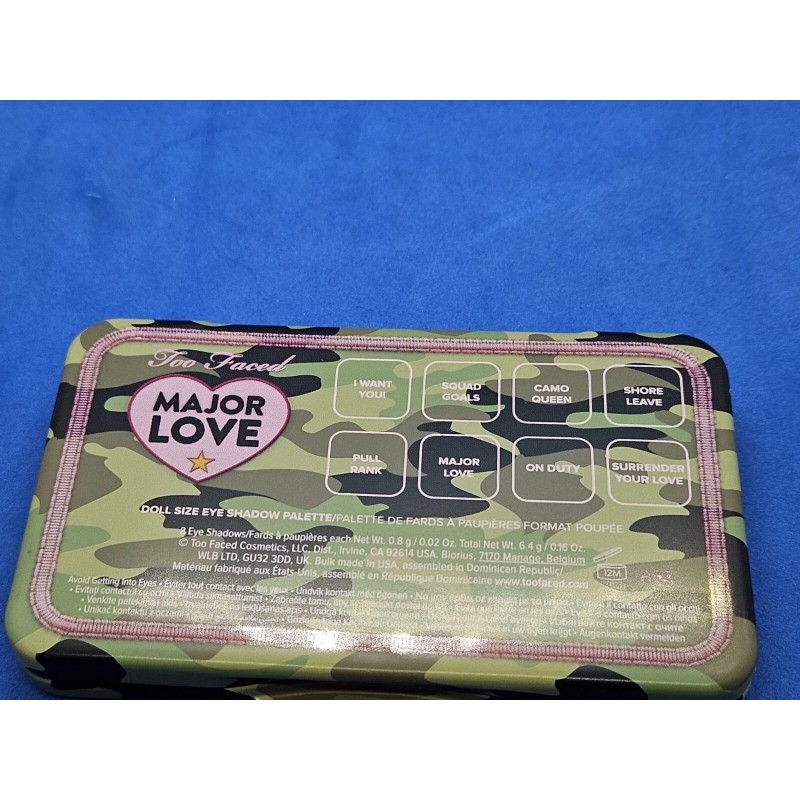 Too Faced
MAJOR
LOVE
I WANT
YOU!
SQUAD
GOALS
CAMO
QUEEN
SHORE
LEAVE
PULL
RANK
MAJOR
LOVE
ON DUTY
SURRENDER
YOUR LOVE
DOLL SIZE EYE SHADOW PALETTE/PALETTE DE FARDS À PAUPIÈRES FORMAT POUPÉE
8 Eye Shadows/Fards à paupières each Net Wt. 0.8 g/0.02 Oz. Total Net Wt. 6.4 g/0.16 Oz.
© Too Faced Cosmetics, LLC. Dist., Irvine, CA 92614 USA. Biorius, 7170 Manage, Belgium
WLB LTD, GU32 3DD, UK. Bulk made in USA, assembled in Dominican Republic/
Matériau fabriqué aux États-Unis, assemblé en République Dominicaine www.toofaced.com
12M
Avoid Getting Into Eyes • Éviter tout contact avec les yeux • Undvik kontakt med ögonen •
• Augenkontakt vermeiden